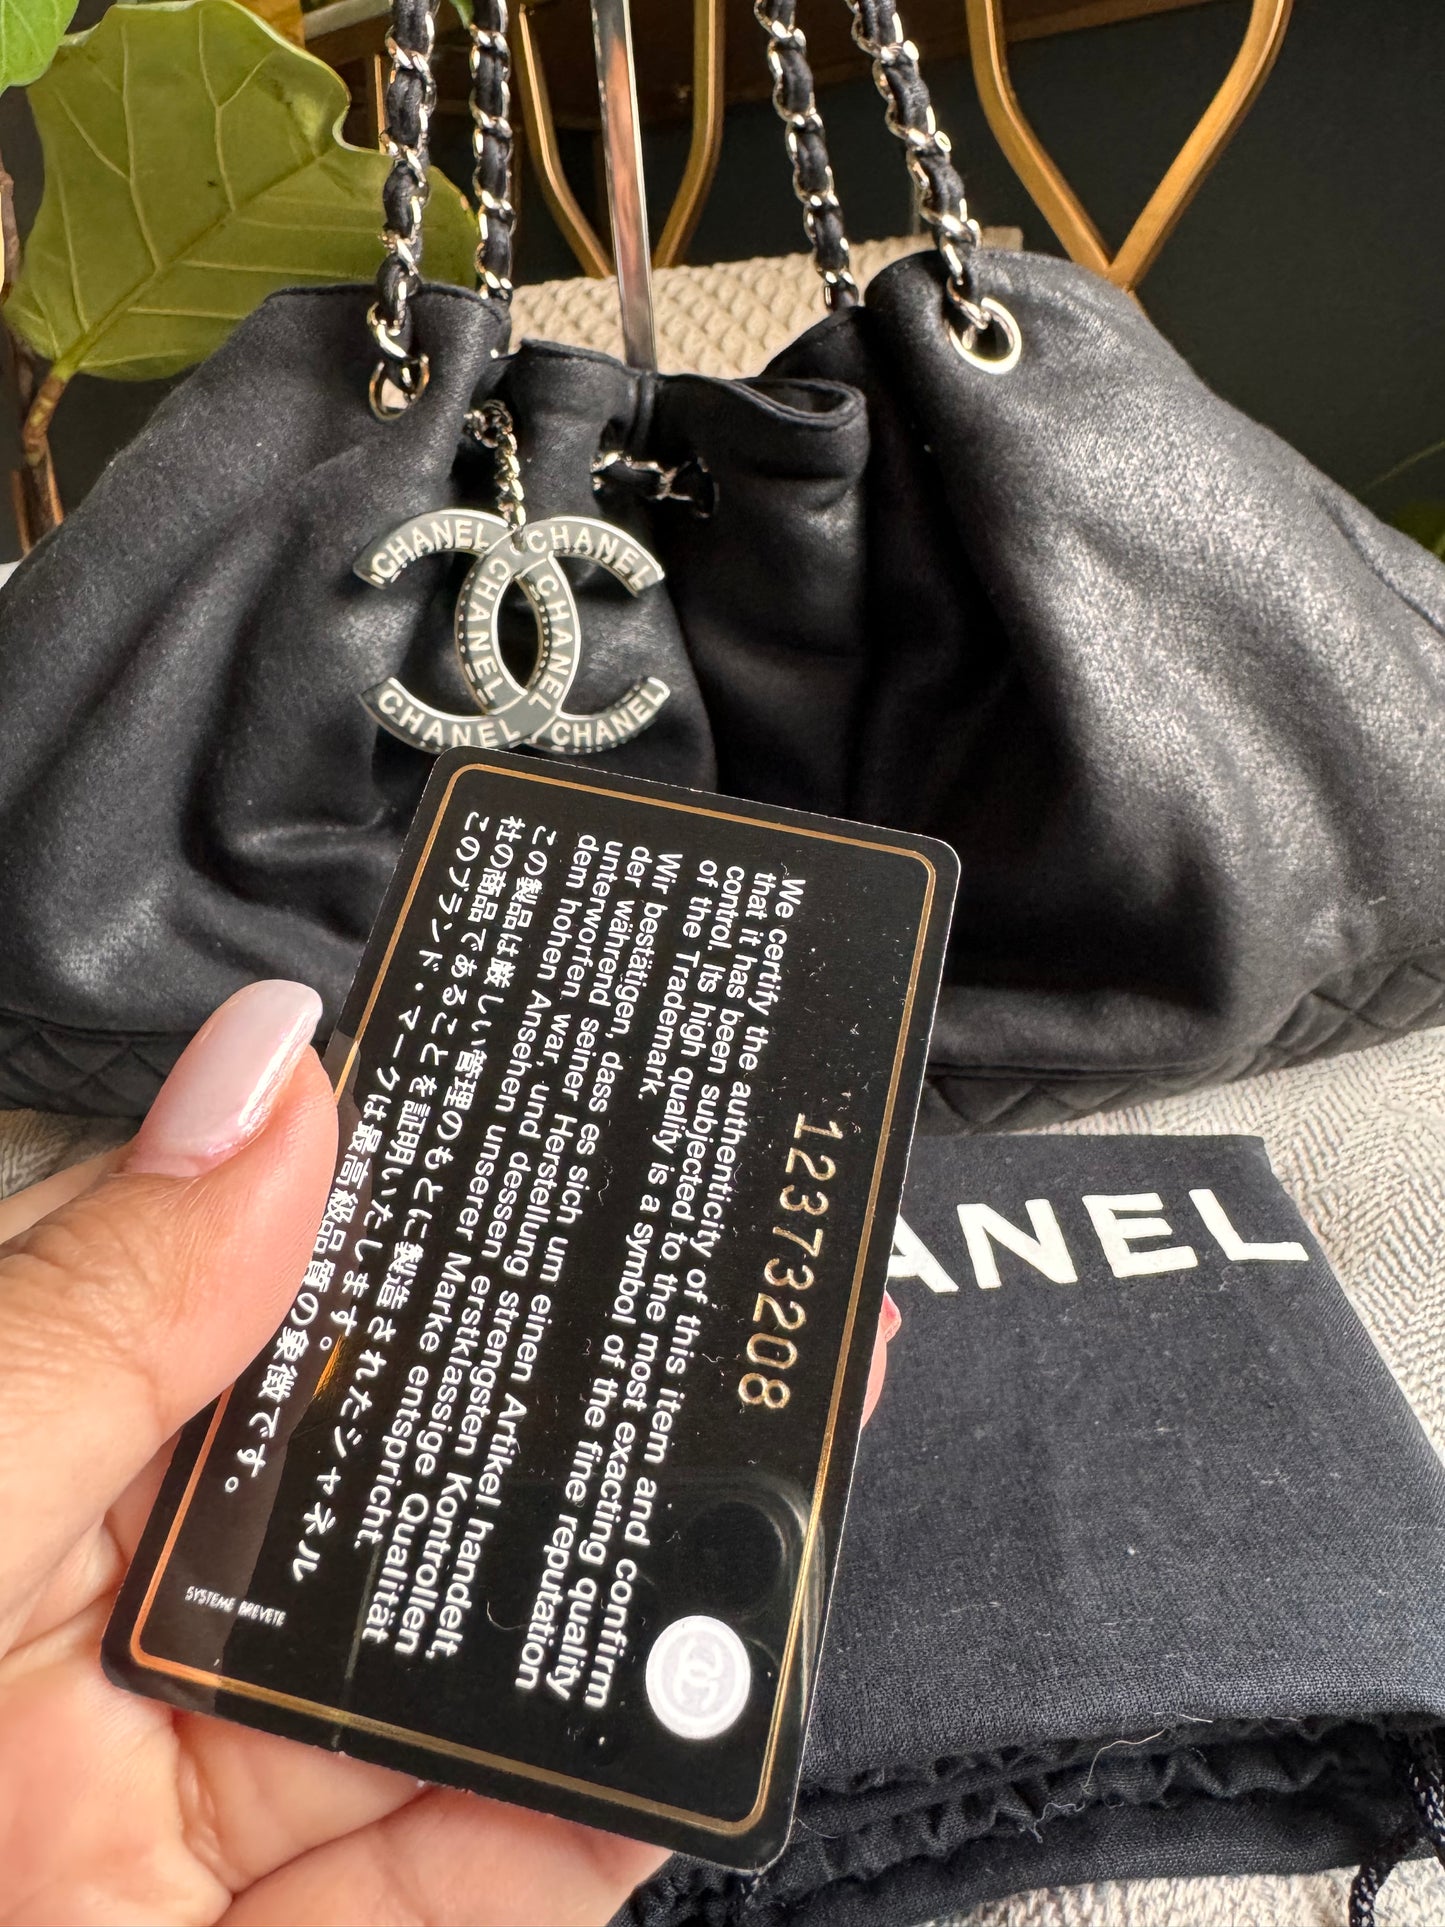 CHANEL CHANEL
CHANEL CHANEL
CHANEL CHANEL
12373208
We certify the authenticity of this item and confirm
that it has been subjected to the most exacting quality
control. Its high quality is a symbol of the fine reputation
of the Trademark.
Wir bestätigen, dass es sich um einen Artikel handelt,
der während seiner Herstellung strengsten Kontrollen
unterworfen war, und dessen erstklassige Qualität
dem hohen Ansehen unserer Marke entspricht.
この製品は厳しい管理のもとに製造されたシャネル
社の商品であることを証明いたします。
このブランド・マークは最高級品質の象徴です。
SYSTEME BREVETE
ANEL